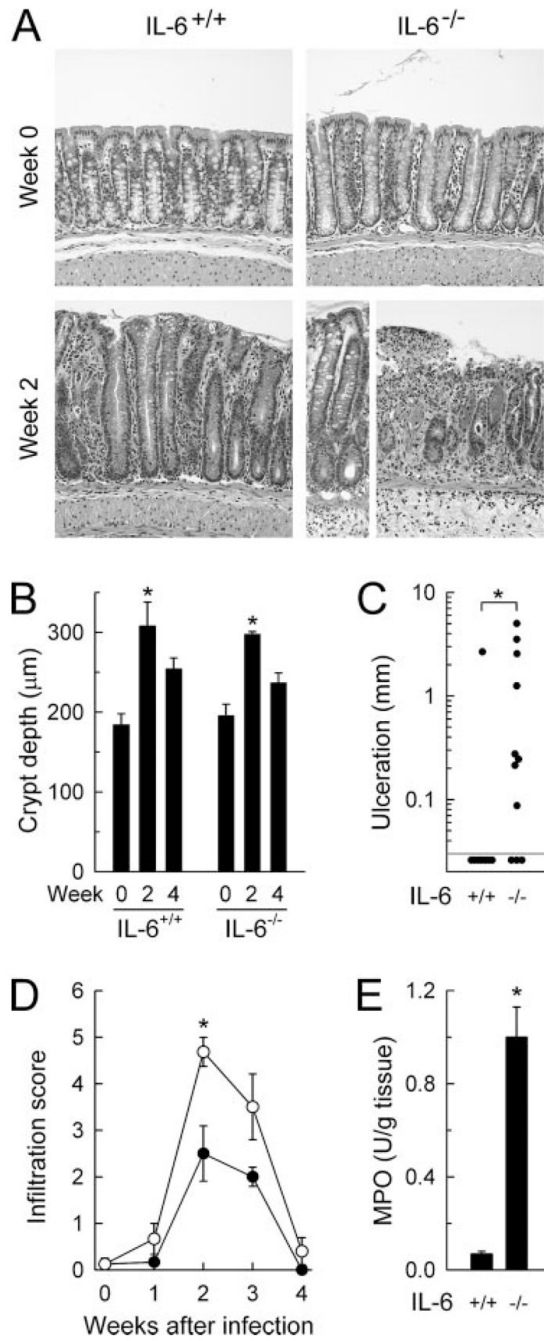 A
IL-6+/+
IL-6-/-
Week 0
Week 2
B
*
*
Crypt depth (μm)
300
200
100
0
Week 0 2 4 0 2 4
IL-6+/+ IL-6-/-
C
*
Ulceration (mm)
10
1
0.1
IL-6 +/+ -/-
D
*
Infiltration score
6
5
4
3
2
1
0
0 1 2 3 4
Weeks after infection
E
*
MPO (U/g tissue)
1.2
0.8
0.4
0.0
IL-6 +/+ -/-